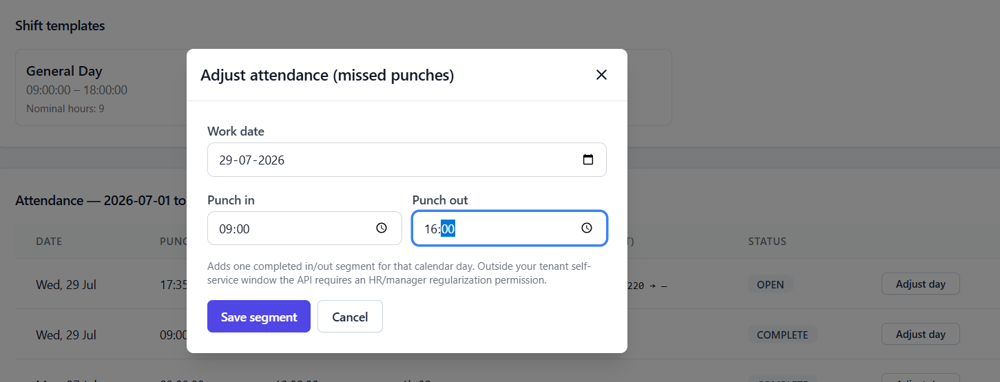 Shift templates
General Day
09:00:00 – 18:00:00
Nominal hours: 9
Adjust attendance (missed punches)
Work date
29-07-2026
Punch in
Punch out
09:00
16:00
Adds one completed in/out segment for that calendar day. Outside your tenant self-
service window the API requires an HR/manager regularization permission.
Save segment
Cancel
Attendance — 2026-07-01 to
DATE
STATUS
Wed, 29 Jul
17:35
220 → —
OPEN
Adjust day
Wed, 29 Jul
09:00
COMPLETE
Adjust day